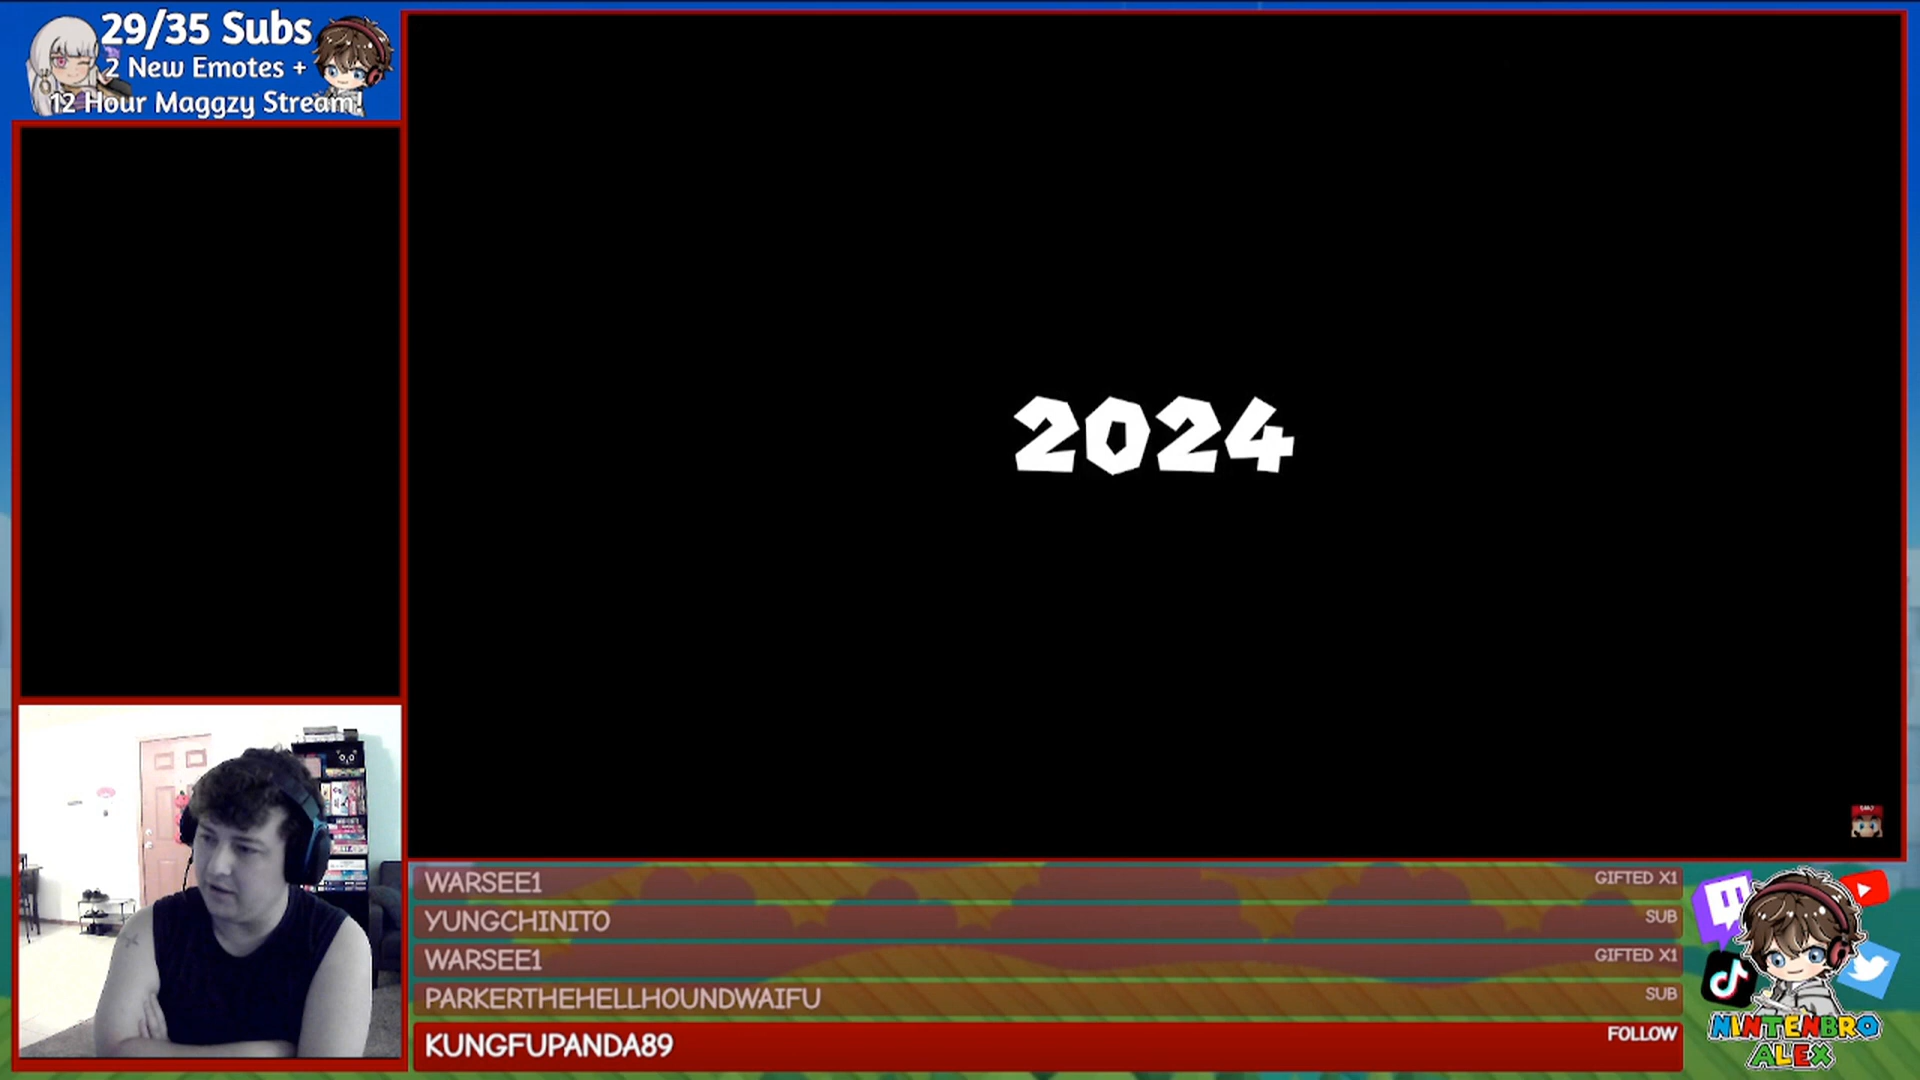 29/35 Subs
2 New Emotes +
12 Hour Maggzy Stream!
2024
WARSEE1 GIFTED X1
YUNGCHINITO SUB
WARSEE1 GIFTED X1
PARKERTHEHELLHOUNDWAIFU SUB
KUNGFUPANDA89 FOLLOW
NINTENBRO
ALEX